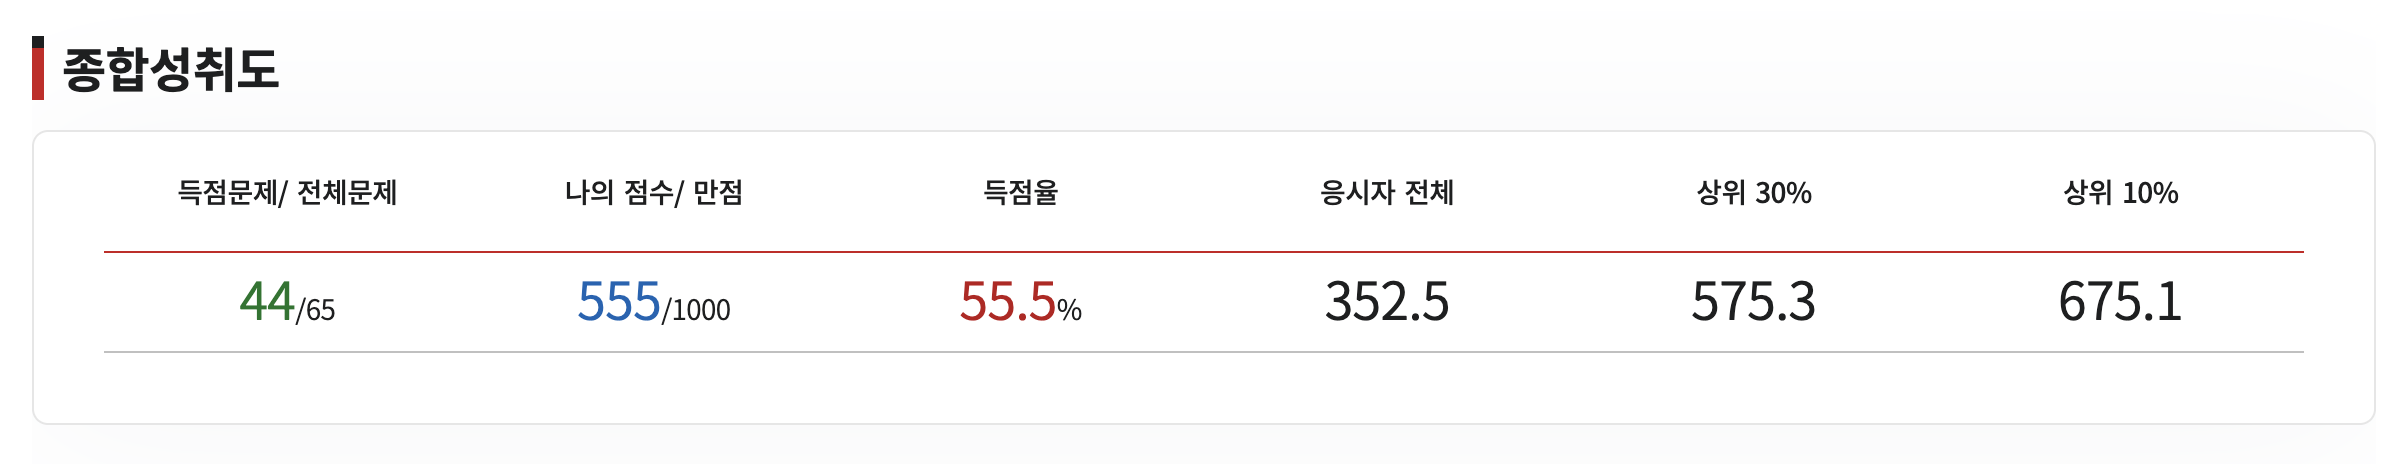 종합성취도
득점문제/ 전체문제 나의 점수/ 만점 득점율 응시자 전체 상위 30% 상위 10%
44/65 555/1000 55.5% 352.5 575.3 675.1